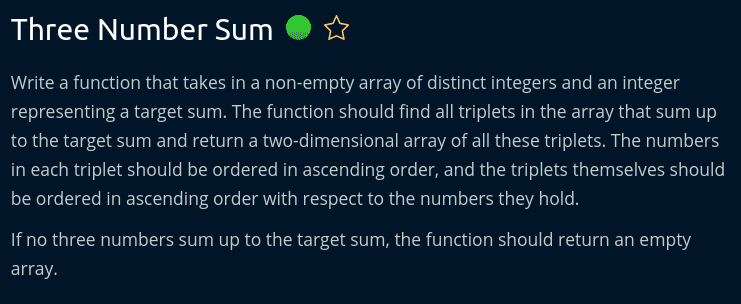 Three Number Sum
Write a function that takes in a non-empty array of distinct integers and an integer
representing a target sum. The function should find all triplets in the array that sum up
to the target sum and return a two-dimensional array of all these triplets. The numbers
in each triplet should be ordered in ascending order, and the triplets themselves should
be ordered in ascending order with respect to the numbers they hold.
If no three numbers sum up to the target sum, the function should return an empty
array.